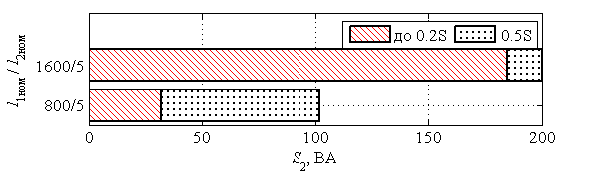 до 0.2S 0.5S
I1ном / I2ном
1600/5
800/5
0 50 100 150 200
S2, ВА